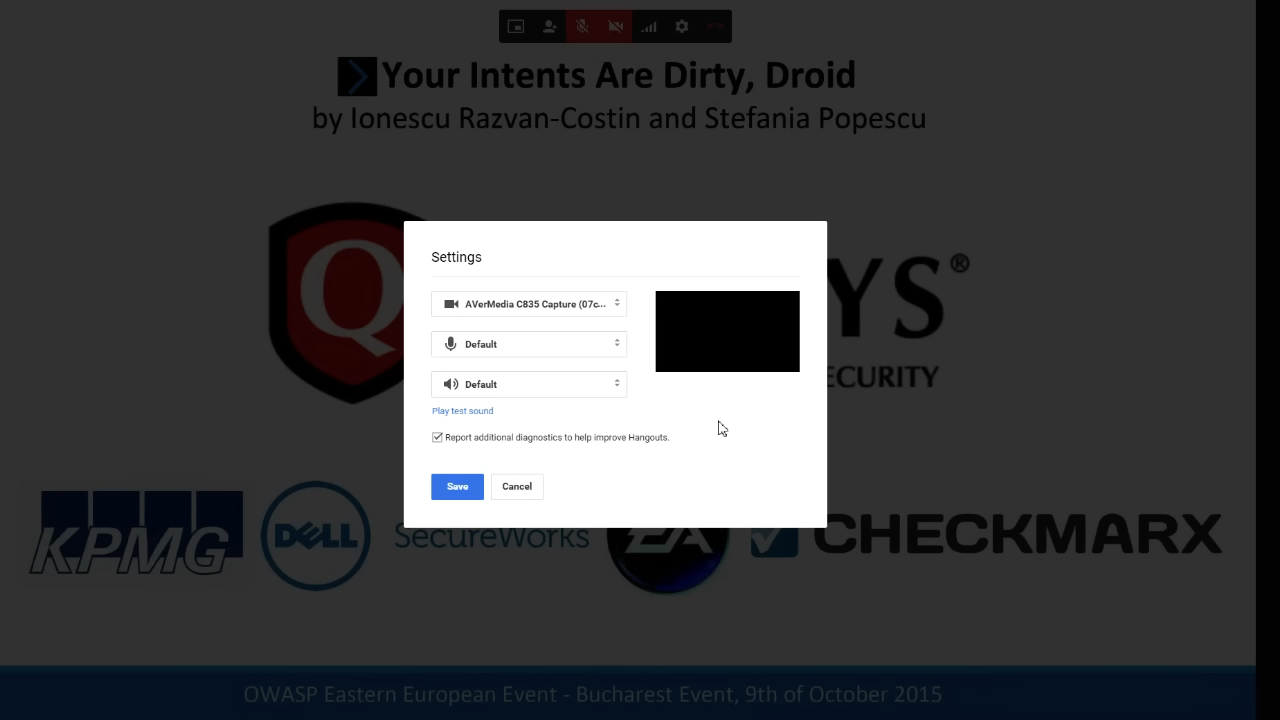 Your Intents Are Dirty, Droid
by Ionescu Razvan-Costin and Stefania Popescu
Settings
AVerMedia C835 Capture (07c...
Default
Default
Play test sound
Report additional diagnostics to help improve Hangouts.
Save
Cancel
Q
YS®
ECURITY
KPMG
DELL
SecureWorks
EA
CHECKMARX
OWASP Eastern European Event - Bucharest Event, 9th of October 2015